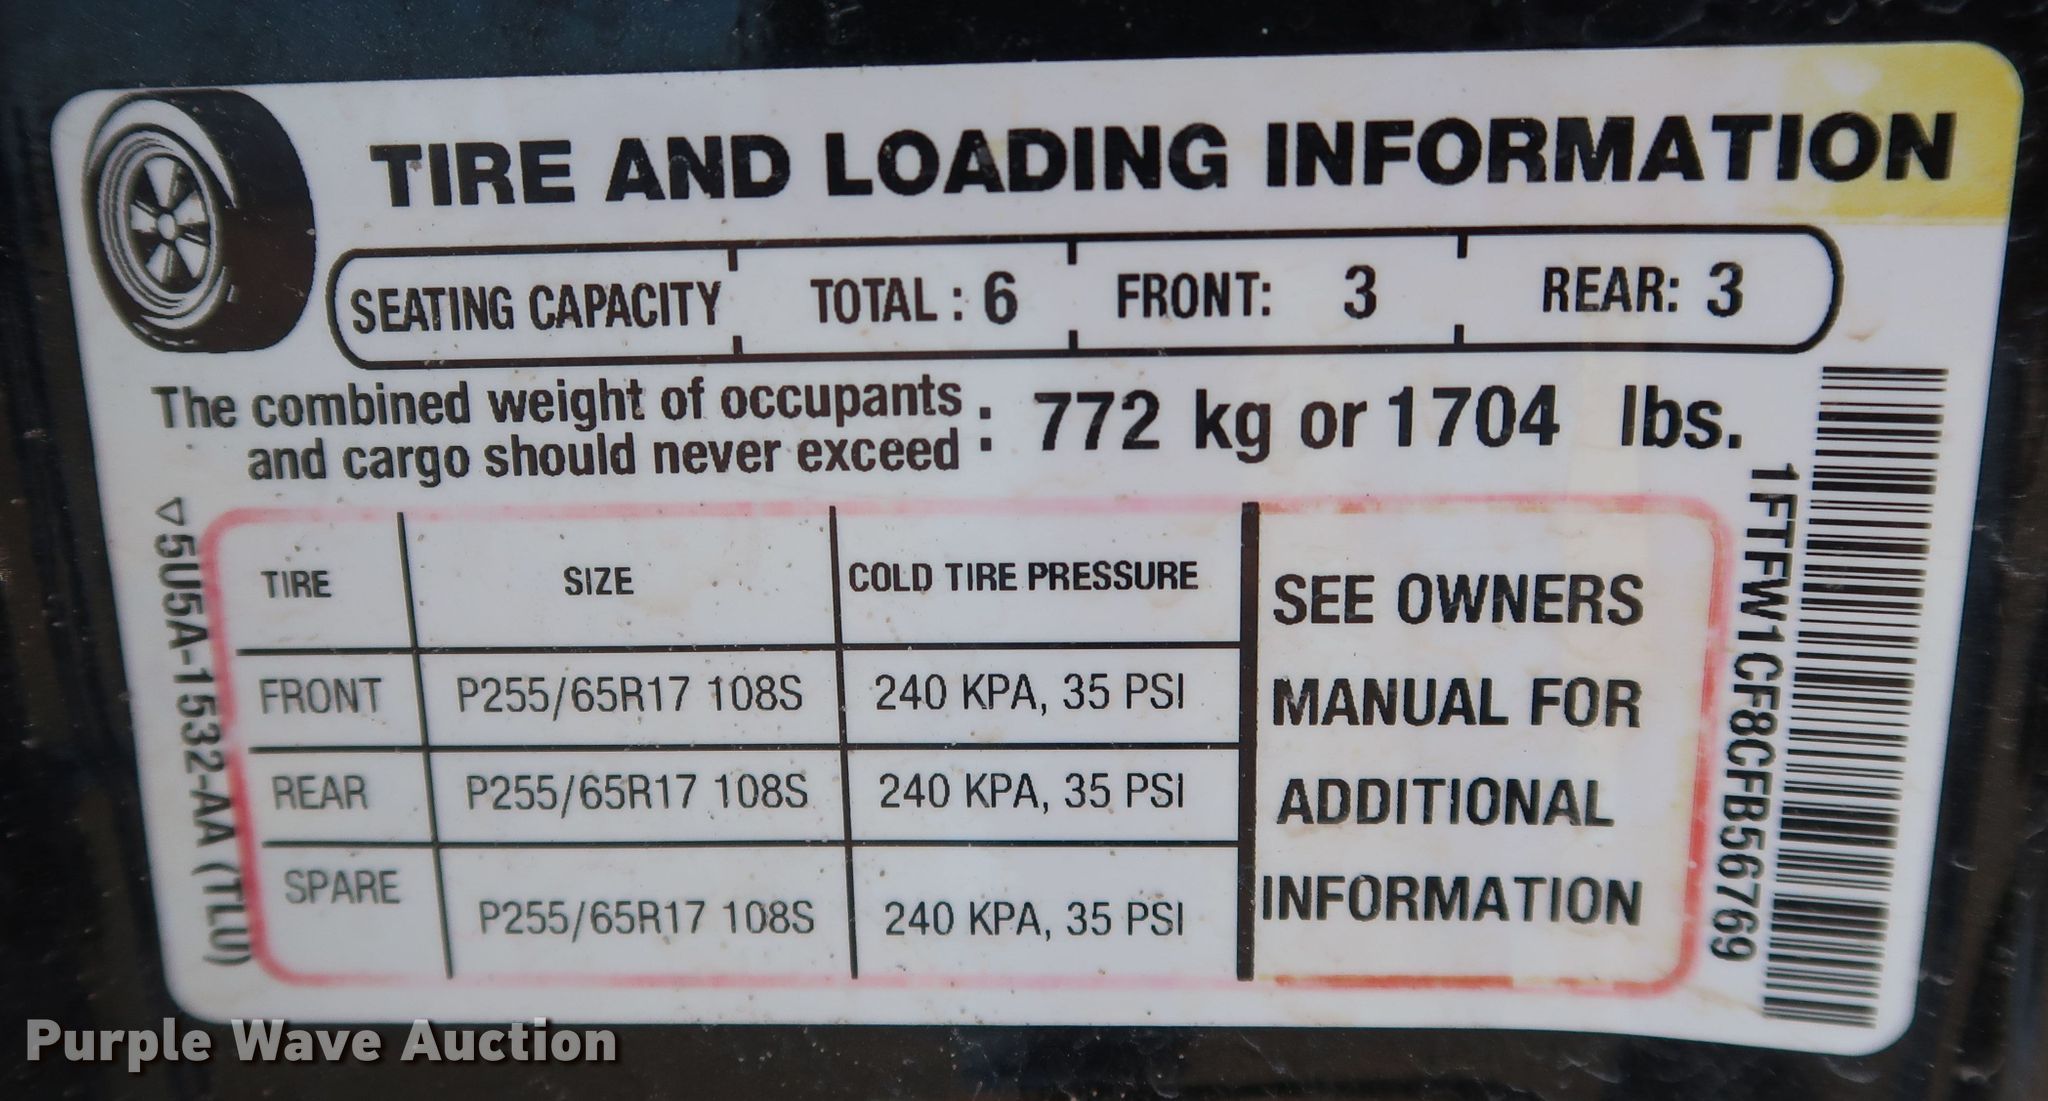 TIRE AND LOADING INFORMATION
SEATING CAPACITY TOTAL : 6 FRONT: 3 REAR: 3
The combined weight of occupants
and cargo should never exceed : 772 kg or 1704 lbs.
TIRE SIZE COLD TIRE PRESSURE
FRONT P255/65R17 108S 240 KPA, 35 PSI
REAR P255/65R17 108S 240 KPA, 35 PSI
SPARE P255/65R17 108S 240 KPA, 35 PSI
SEE OWNERS
MANUAL FOR
ADDITIONAL
INFORMATION
5U5A-1532-AA (TLU)
1FTFW1CF8CFB56769
Purple Wave Auction